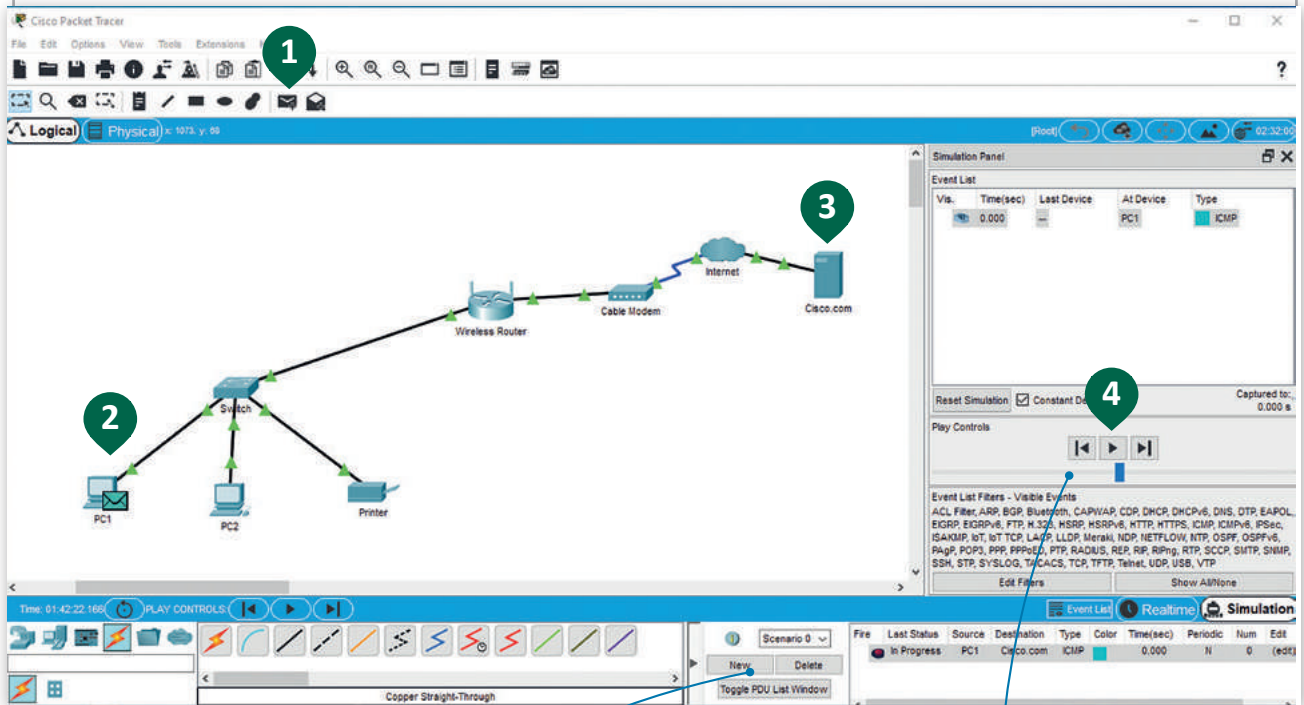 Cisco Packet Tracer
File Edit Options View Tools Extensions
1
?
Logical Physical x: 1073, y: 59
[Root] 02:32:00
Simulation Panel
Event List
Vis. Time(sec) Last Device At Device Type
0.000 -- PC1 ICMP
3
Internet
Cisco.com
Cable Modem
Wireless Router
Switch
2
PC1
PC2
Printer
Reset Simulation Constant De
Captured to:
0.000 s
4
Play Controls
Event List Filters - Visible Events
ACL Filter, ARP, BGP, Bluetooth, CAPWAP, CDP, DHCP, DHCPv6, DNS, DTP, EAPOL,
EIGRP, EIGRPv6, FTP, H.323, HSRP, HSRPv6, HTTP, HTTPS, ICMP, ICMPv6, IPSec,
ISAKMP, IoT, IoT TCP, LACP, LLDP, Meraki, NDP, NETFLOW, NTP, OSPF, OSPFv6,
PAgP, POP3, PPP, PPPoED, PTP, RADIUS, REP, RIP, RIPng, RTP, SCCP, SMTP, SNMP,
SSH, STP, SYSLOG, TACACS, TCP, TFTP, Telnet, UDP, USB, VTP
Edit Filters Show All/None
Time: 01:42:22.166 PLAY CONTROLS:
Event List Realtime Simulation
Scenario 0
New Delete
Toggle PDU List Window
Fire Last Status Source Destination Type Color Time(sec) Periodic Num Edit
In Progress PC1 Cisco.com ICMP 0.000 N 0 (edit)
Copper Straight-Through